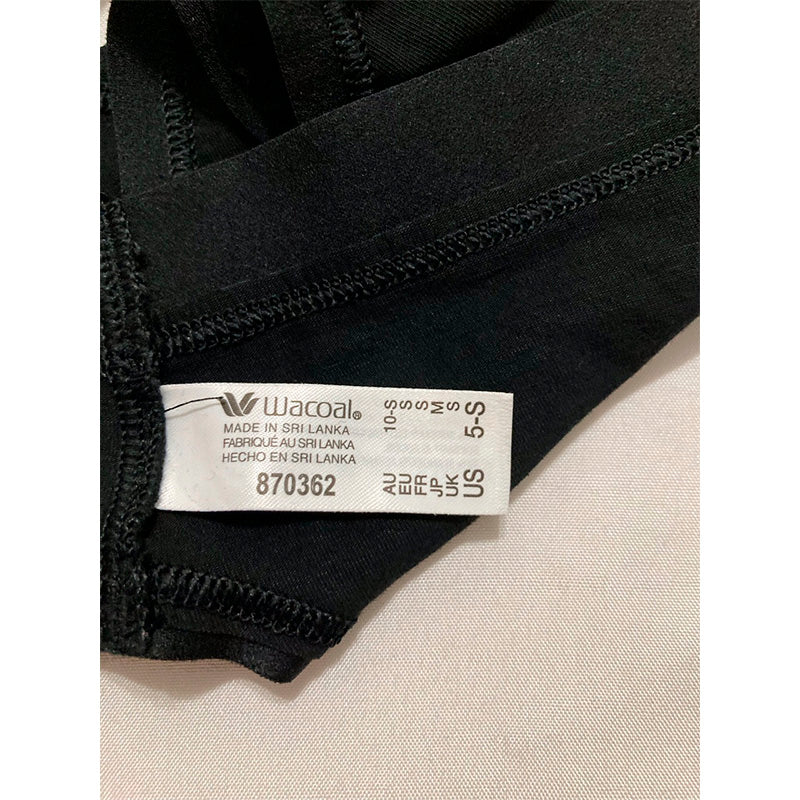 Wacoal®
MADE IN SRI LANKA
FABRIQUÉ AU SRI LANKA
HECHO EN SRI LANKA
870362
AU 10-S
EU S
FR S
JP M
UK S
US 5-S